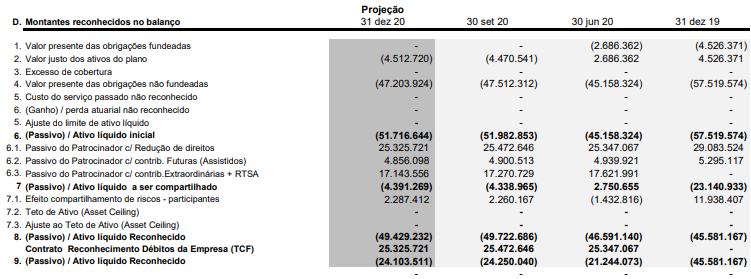 Projeção
D. Montantes reconhecidos no balanço 31 dez 20 30 set 20 30 jun 20 31 dez 19
1. Valor presente das obrigações fundeadas - - (2.686.362) (4.526.371)
2. Valor justo dos ativos do plano (4.512.720) (4.470.541) 2.686.362 4.526.371
3. Excesso de cobertura - - - -
4. Valor presente das obrigações não fundeadas (47.203.924) (47.512.312) (45.158.324) (57.519.574)
5. Custo do serviço passado não reconhecido - - - -
6. (Ganho) / perda atuarial não reconhecido - - - -
5. Ajuste do limite de ativo líquido - - - -
6. (Passivo) / Ativo líquido inicial (51.716.644) (51.982.853) (45.158.324) (57.519.574)
6.1. Passivo do Patrocinador c/ Redução de direitos 25.325.721 25.472.646 25.347.067 29.083.524
6.2. Passivo do Patrocinador c/ contrib. Futuras (Assistidos) 4.856.098 4.900.513 4.939.921 5.295.117
6.3. Passivo do Patrocinador c/ contrib.Extraordinárias + RTSA 17.143.556 17.270.729 17.621.991 -
7 (Passivo) / Ativo líquido a ser compartilhado (4.391.269) (4.338.965) 2.750.655 (23.140.933)
7.1. Efeito compartilhamento de riscos - participantes 2.287.412 2.260.167 (1.432.816) 11.938.407
7.2. Teto de Ativo (Asset Ceiling) - - - -
7.3. Ajuste ao Teto de Ativo (Asset Ceiling) - - - -
8. (Passivo) / Ativo líquido Reconhecido (49.429.232) (49.722.686) (46.591.140) (45.581.167)
Contrato Reconhecimento Débitos da Empresa (TCF) 25.325.721 25.472.646 25.347.067
9. (Passivo) / Ativo líquido Reconhecido (24.103.511) (24.250.040) (21.244.073) (45.581.167)
- - - -